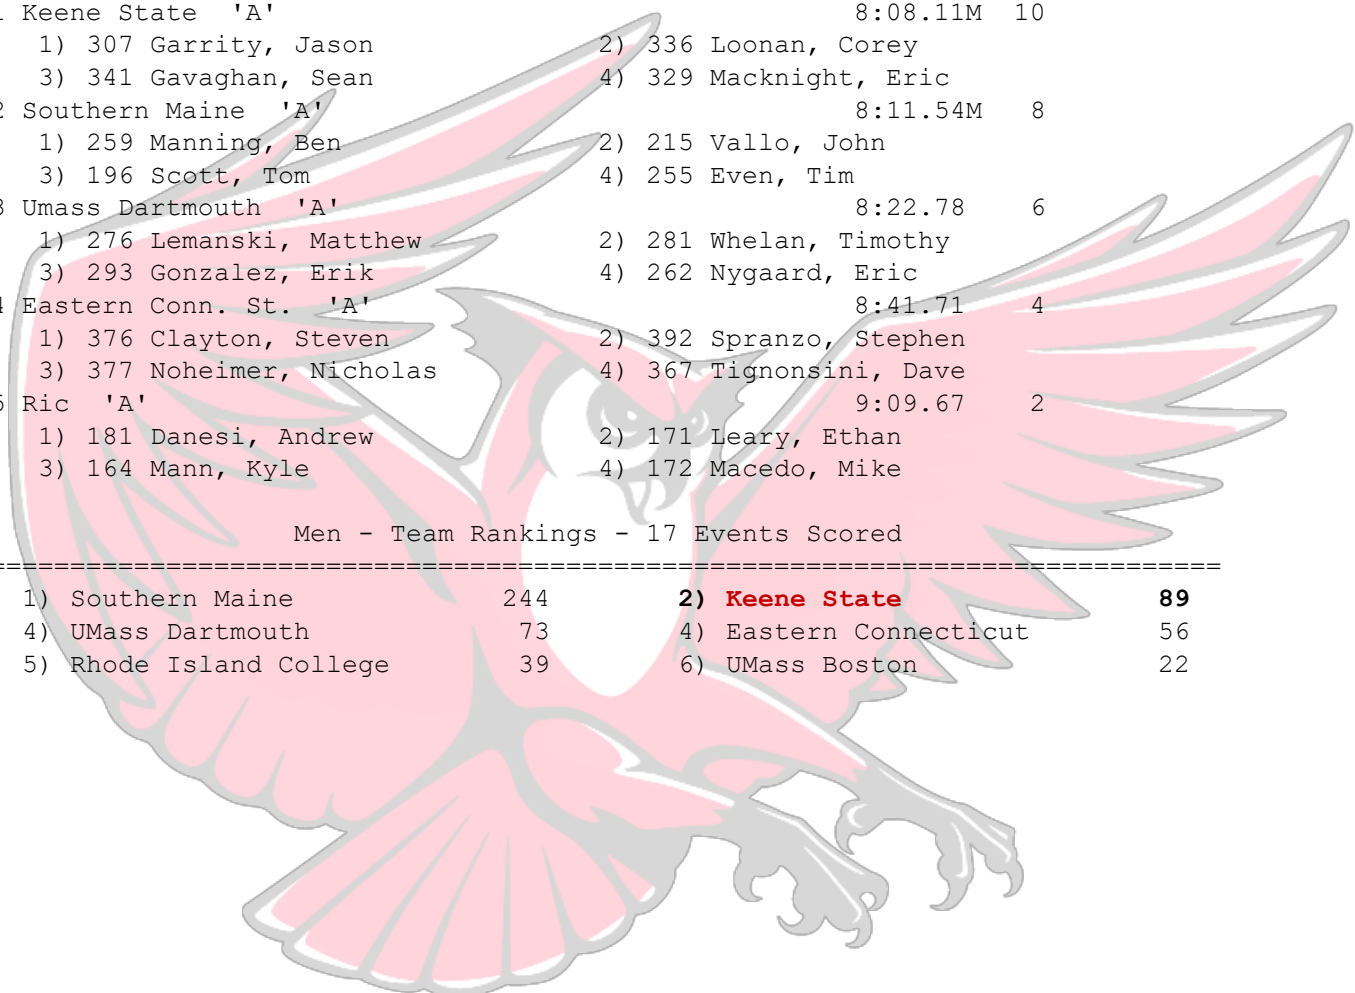 1 Keene State  'A'                                            8:08.11M  10
   1) 307 Garrity, Jason              2) 336 Loonan, Corey
   3) 341 Gavaghan, Sean              4) 329 Macknight, Eric
2 Southern Maine  'A'                                         8:11.54M   8
   1) 259 Manning, Ben                2) 215 Vallo, John
   3) 196 Scott, Tom                  4) 255 Even, Tim
3 Umass Dartmouth  'A'                                        8:22.78    6
   1) 276 Lemanski, Matthew           2) 281 Whelan, Timothy
   3) 293 Gonzalez, Erik              4) 262 Nygaard, Eric
4 Eastern Conn. St.  'A'                                      8:41.71    4
   1) 376 Clayton, Steven             2) 392 Spranzo, Stephen
   3) 377 Noheimer, Nicholas          4) 367 Tignonsini, Dave
5 Ric  'A'                                                    9:09.67    2
   1) 181 Danesi, Andrew              2) 171 Leary, Ethan
   3) 164 Mann, Kyle                  4) 172 Macedo, Mike
Men - Team Rankings - 17 Events Scored
===========================================================================
1) Southern Maine             244        2) Keene State                89
4) UMass Dartmouth             73        4) Eastern Connecticut        56
5) Rhode Island College        39        6) UMass Boston               22